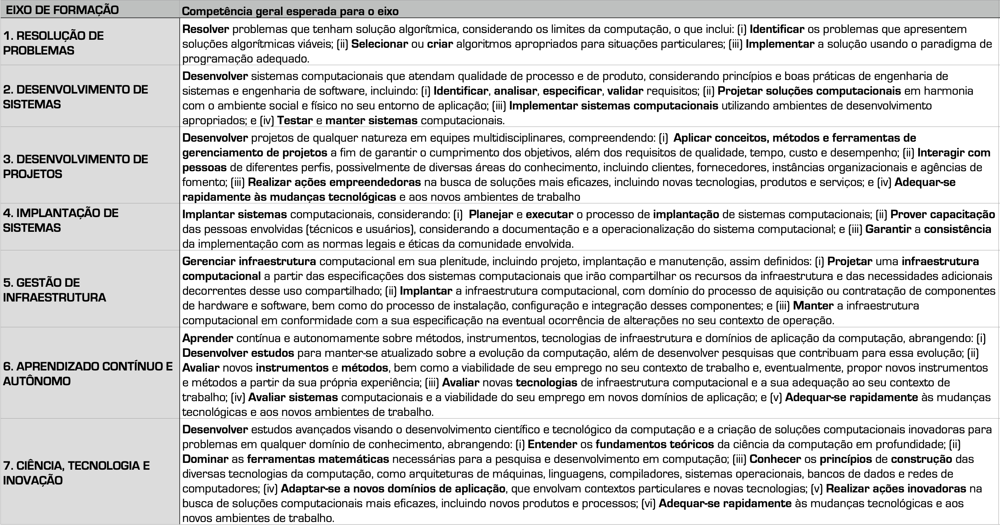 EIXO DE FORMAÇÃO
Competência geral esperada para o eixo
1. RESOLUÇÃO DE
PROBLEMAS
Resolver problemas que tenham solução algorítmica, considerando os limites da computação, o que inclui: (i) Identificar os problemas que apresentem
soluções algorítmicas viáveis; (ii) Selecionar ou criar algoritmos apropriados para situações particulares; (iii) Implementar a solução usando o paradigma de
programação adequado.
2. DESENVOLVIMENTO DE
SISTEMAS
Desenvolver sistemas computacionais que atendam qualidade de processo e de produto, considerando princípios e boas práticas de engenharia de
sistemas e engenharia de software, incluindo: (i) Identificar, analisar, especificar, validar requisitos; (ii) Projetar soluções computacionais em harmonia
com o ambiente social e físico no seu entorno de aplicação; (iii) Implementar sistemas computacionais utilizando ambientes de desenvolvimento
apropriados; e (iv) Testar e manter sistemas computacionais.
3. DESENVOLVIMENTO DE
PROJETOS
Desenvolver projetos de qualquer natureza em equipes multidisciplinares, compreendendo: (i) Aplicar conceitos, métodos e ferramentas de
gerenciamento de projetos a fim de garantir o cumprimento dos objetivos, além dos requisitos de qualidade, tempo, custo e desempenho; (ii) Interagir com
pessoas de diferentes perfis, possivelmente de diversas áreas do conhecimento, incluindo clientes, fornecedores, instâncias organizacionais e agências de
fomento; (iii) Realizar ações empreendedoras na busca de soluções mais eficazes, incluindo novas tecnologias, produtos e serviços; e (iv) Adequar-se
rapidamente às mudanças tecnológicas e aos novos ambientes de trabalho
4. IMPLANTAÇÃO DE
SISTEMAS
Implantar sistemas computacionais, considerando: (i) Planejar e executar o processo de implantação de sistemas computacionais; (ii) Prover capacitação
das pessoas envolvidas (técnicos e usuários), considerando a documentação e a operacionalização do sistema computacional; e (iii) Garantir a consistência
da implementação com as normas legais e éticas da comunidade envolvida.
5. GESTÃO DE
INFRAESTRUTURA
Gerenciar infraestrutura computacional em sua plenitude, incluindo projeto, implantação e manutenção, assim definidos: (i) Projetar uma infraestrutura
computacional a partir das especificações dos sistemas computacionais que irão compartilhar os recursos da infraestrutura e das necessidades adicionais
decorrentes desse uso compartilhado; (ii) Implantar a infraestrutura computacional, com domínio do processo de aquisição ou contratação de componentes
de hardware e software, bem como do processo de instalação, configuração e integração desses componentes; e (iii) Manter a infraestrutura
computacional em conformidade com a sua especificação na eventual ocorrência de alterações no seu contexto de operação.
6. APRENDIZADO CONTÍNUO E
AUTÔNOMO
Aprender contínua e autonomamente sobre métodos, instrumentos, tecnologias de infraestrutura e domínios de aplicação da computação, abrangendo: (i)
Desenvolver estudos para manter-se atualizado sobre a evolução da computação, além de desenvolver pesquisas que contribuam para essa evolução; (ii)
Avaliar novos instrumentos e métodos, bem como a viabilidade de seu emprego no seu contexto de trabalho e, eventualmente, propor novos instrumentos
e métodos a partir da sua própria experiência; (iii) Avaliar novas tecnologias de infraestrutura computacional e a sua adequação ao seu contexto de
trabalho; (iv) Avaliar sistemas computacionais e a viabilidade do seu emprego em novos domínios de aplicação; e (v) Adequar-se rapidamente às mudanças
tecnológicas e aos novos ambientes de trabalho.
7. CIÊNCIA, TECNOLOGIA E
INOVAÇÃO
Desenvolver estudos avançados visando o desenvolvimento científico e tecnológico da computação e a criação de soluções computacionais inovadoras para
problemas em qualquer domínio de conhecimento, abrangendo: (i) Entender os fundamentos teóricos da ciência da computação em profundidade; (ii)
Dominar as ferramentas matemáticas necessárias para a pesquisa e desenvolvimento em computação; (iii) Conhecer os princípios de construção das
diversas tecnologias da computação, como arquiteturas de máquinas, linguagens, compiladores, sistemas operacionais, bancos de dados e redes de
computadores; (iv) Adaptar-se a novos domínios de aplicação, que envolvam contextos particulares e novas tecnologias; (v) Realizar ações inovadoras na
busca de soluções computacionais mais eficazes, incluindo novos produtos e processos; (vi) Adequar-se rapidamente às mudanças tecnológicas e aos
novos ambientes de trabalho.